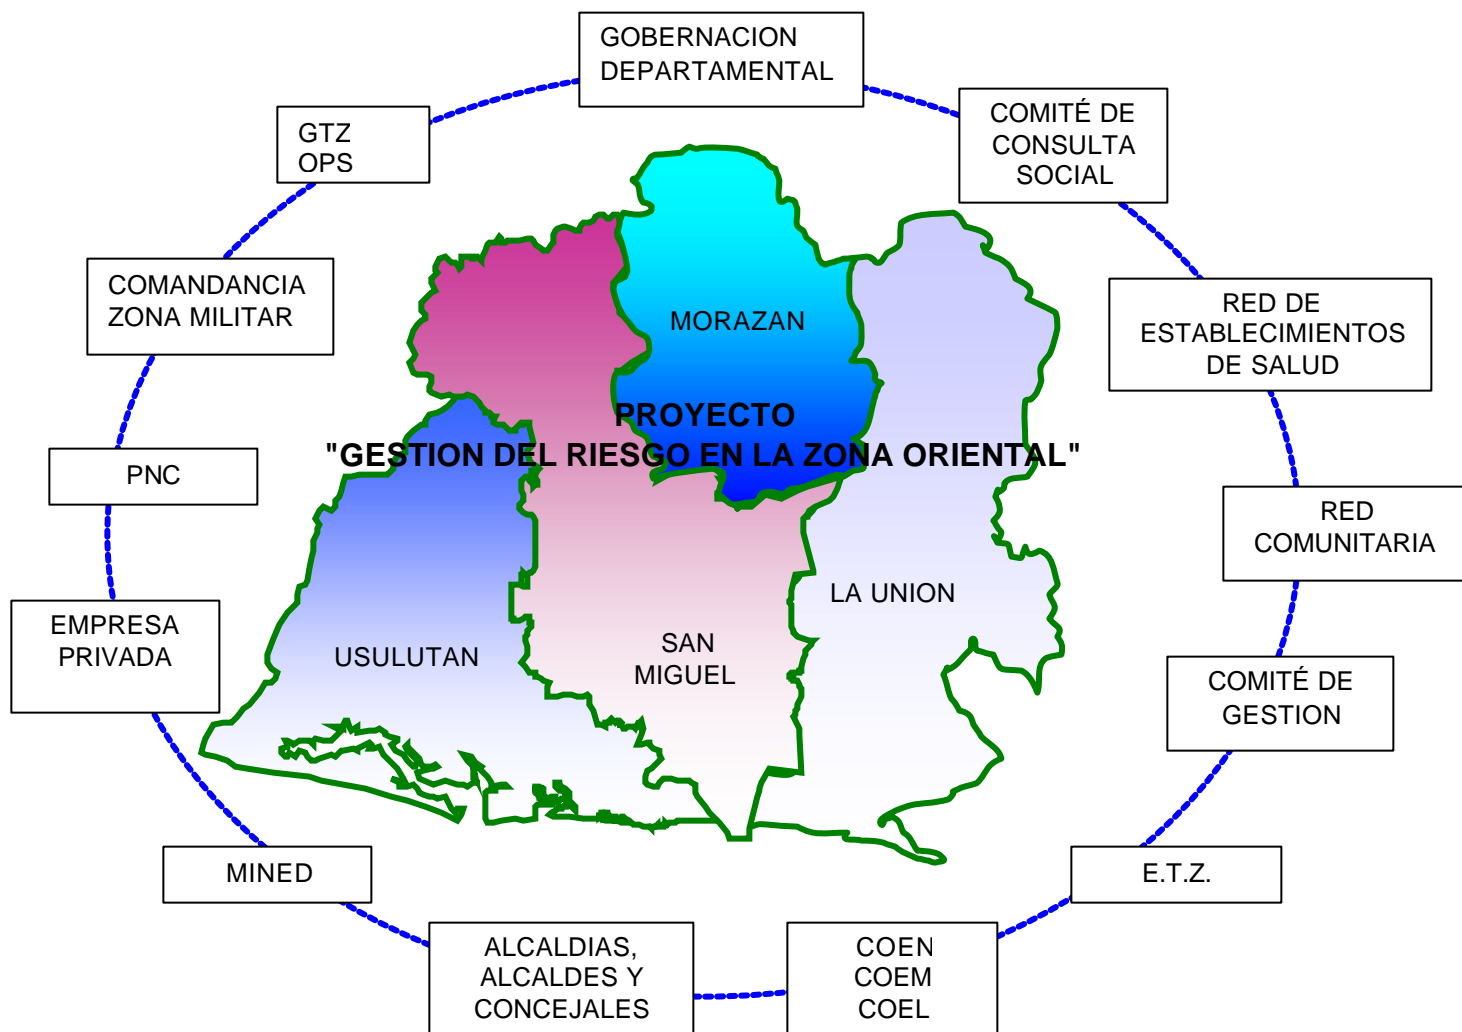 GOBERNACION
DEPARTAMENTAL
COMITÉ DE
CONSULTA
SOCIAL
GTZ
OPS
COMANDANCIA
ZONA MILITAR
RED DE
ESTABLECIMIENTOS
DE SALUD
MORAZAN
PROYECTO
"GESTION DEL RIESGO EN LA ZONA ORIENTAL"
PNC
RED
COMUNITARIA
LA UNION
EMPRESA
PRIVADA
USULUTAN
SAN
MIGUEL
COMITÉ DE
GESTION
MINED
E.T.Z.
ALCALDIAS,
ALCALDES Y
CONCEJALES
COEN
COEM
COEL